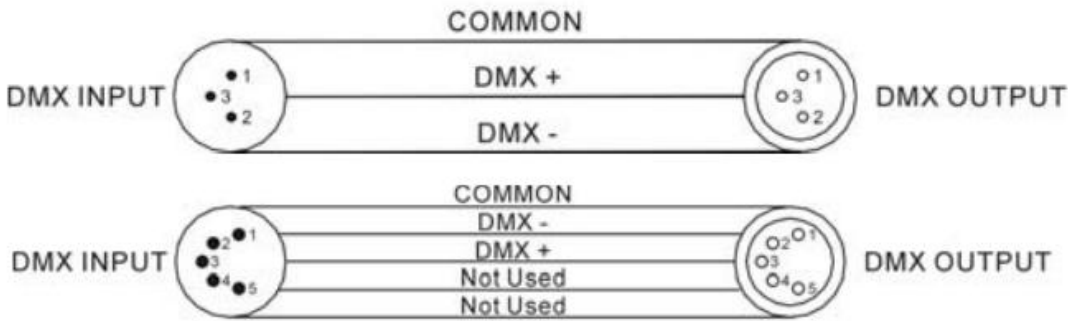 COMMON
DMX INPUT
1
3
2
DMX +
DMX -
1
3
2
DMX OUTPUT
COMMON
DMX -
DMX +
Not Used
Not Used
DMX INPUT
1
2
3
4
5
1
2
3
4
5
DMX OUTPUT